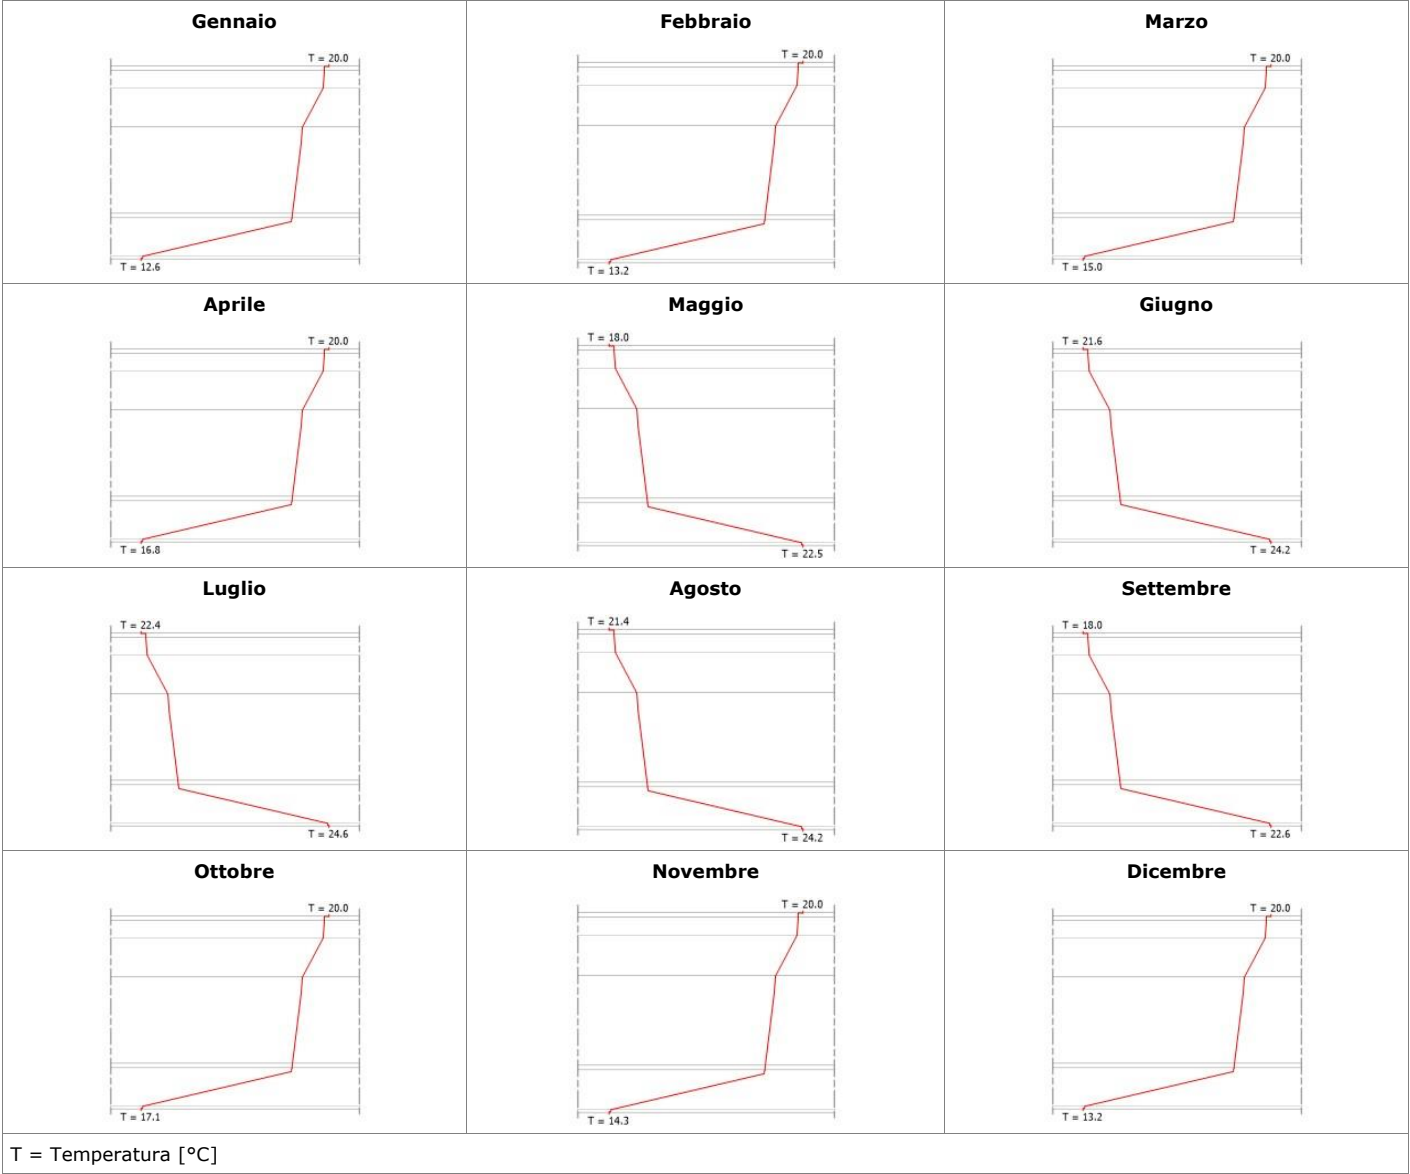 Gennaio
T = 20.0
T = 12.6
Febbraio
T = 20.0
T = 13.2
Marzo
T = 20.0
T = 15.0
Aprile
T = 20.0
T = 16.8
Maggio
T = 18.0
T = 22.5
Giugno
T = 21.6
T = 24.2
Luglio
T = 22.4
T = 24.6
Agosto
T = 21.4
T = 24.2
Settembre
T = 18.0
T = 22.6
Ottobre
T = 20.0
T = 17.1
Novembre
T = 20.0
T = 14.3
Dicembre
T = 20.0
T = 13.2
T = Temperatura [°C]